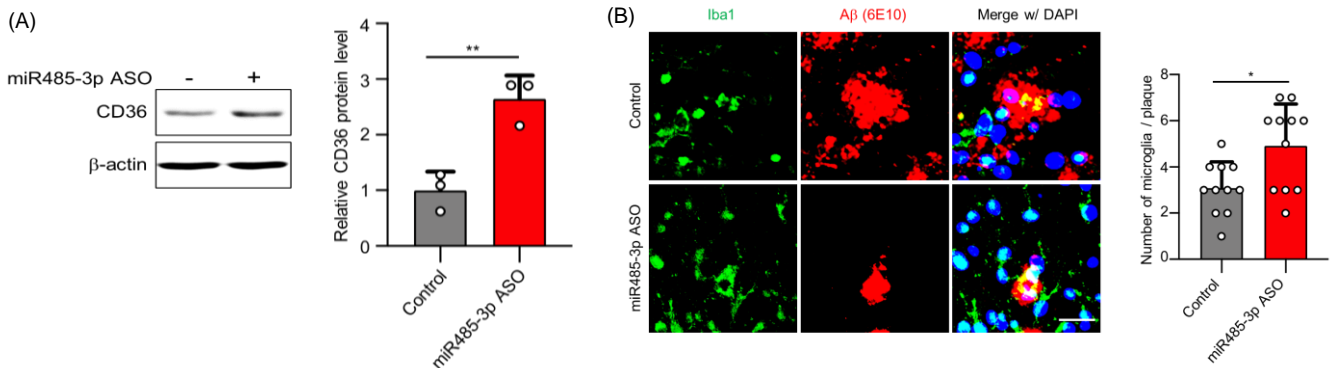 (A)
miR485-3p ASO - +
CD36
β-actin
Relative CD36 protein level
4
3
2
1
0
**
Control
miR485-3p ASO
(B)
Iba1 Aβ (6E10) Merge w/ DAPI
Control
miR485-3p ASO
Number of microglia / plaque
8
6
4
2
0
*
Control
miR485-3p ASO